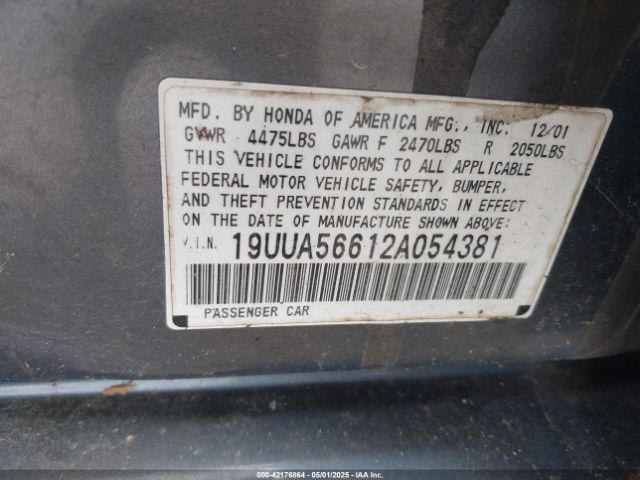 MFD. BY HONDA OF AMERICA MFG., INC. 12/01
GVWR 4475LBS GAWR F 2470LBS R 2050LBS
THIS VEHICLE CONFORMS TO ALL APPLICABLE
FEDERAL MOTOR VEHICLE SAFETY, BUMPER,
AND THEFT PREVENTION STANDARDS IN EFFECT
ON THE DATE OF MANUFACTURE SHOWN ABOVE:
V.I.N. 19UUA56612A054381
PASSENGER CAR
000-42176864 - 05/01/2025 - IAA Inc.